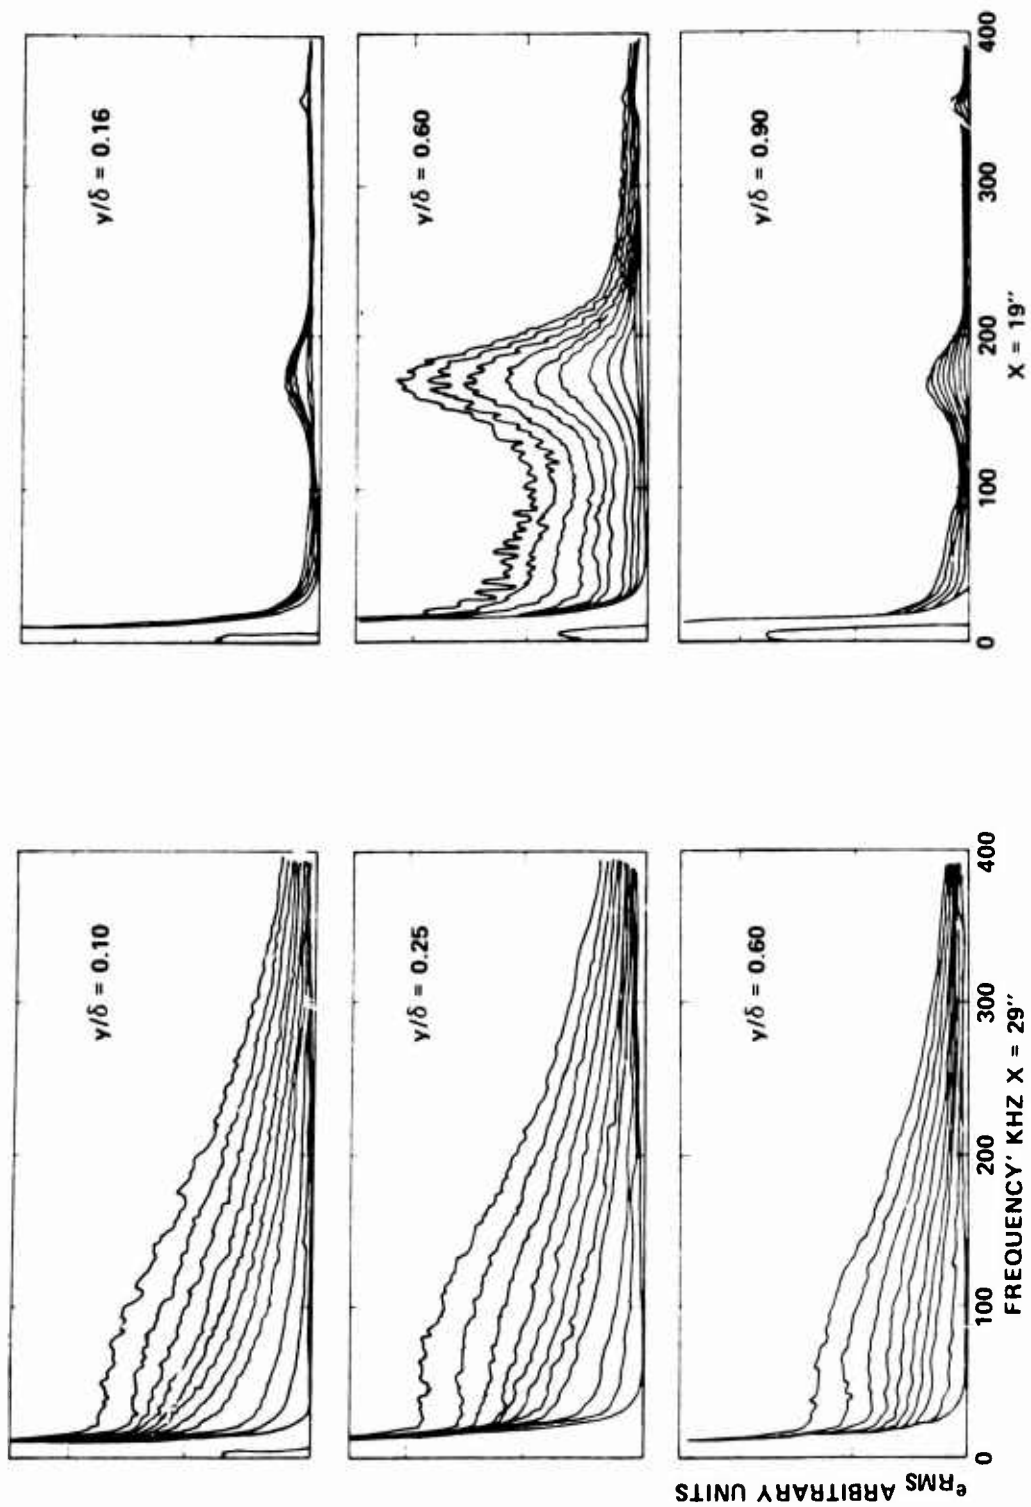 y/δ = 0.10
y/δ = 0.25
y/δ = 0.60
0 100 200 300 400
FREQUENCY' KHZ X = 29"
eRMS ARBITRARY UNITS
y/δ = 0.16
y/δ = 0.60
y/δ = 0.90
0 100 200 300 400
X = 19"